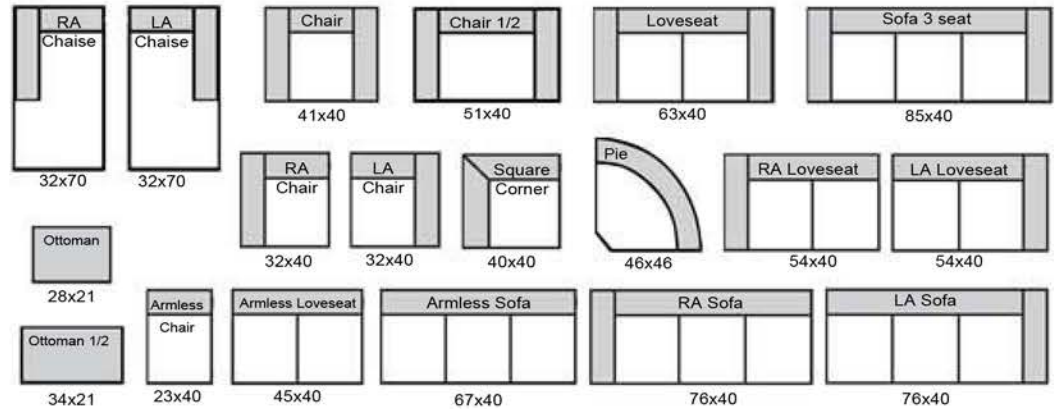 RA
Chaise
32x70
LA
Chaise
32x70
Chair
41x40
Chair 1/2
51x40
Loveseat
63x40
Sofa 3 seat
85x40
RA
Chair
32x40
LA
Chair
32x40
Square
Corner
40x40
Pie
46x46
RA Loveseat
54x40
LA Loveseat
54x40
Ottoman
28x21
Ottoman 1/2
34x21
Armless
Chair
23x40
Armless Loveseat
45x40
Armless Sofa
67x40
RA Sofa
76x40
LA Sofa
76x40